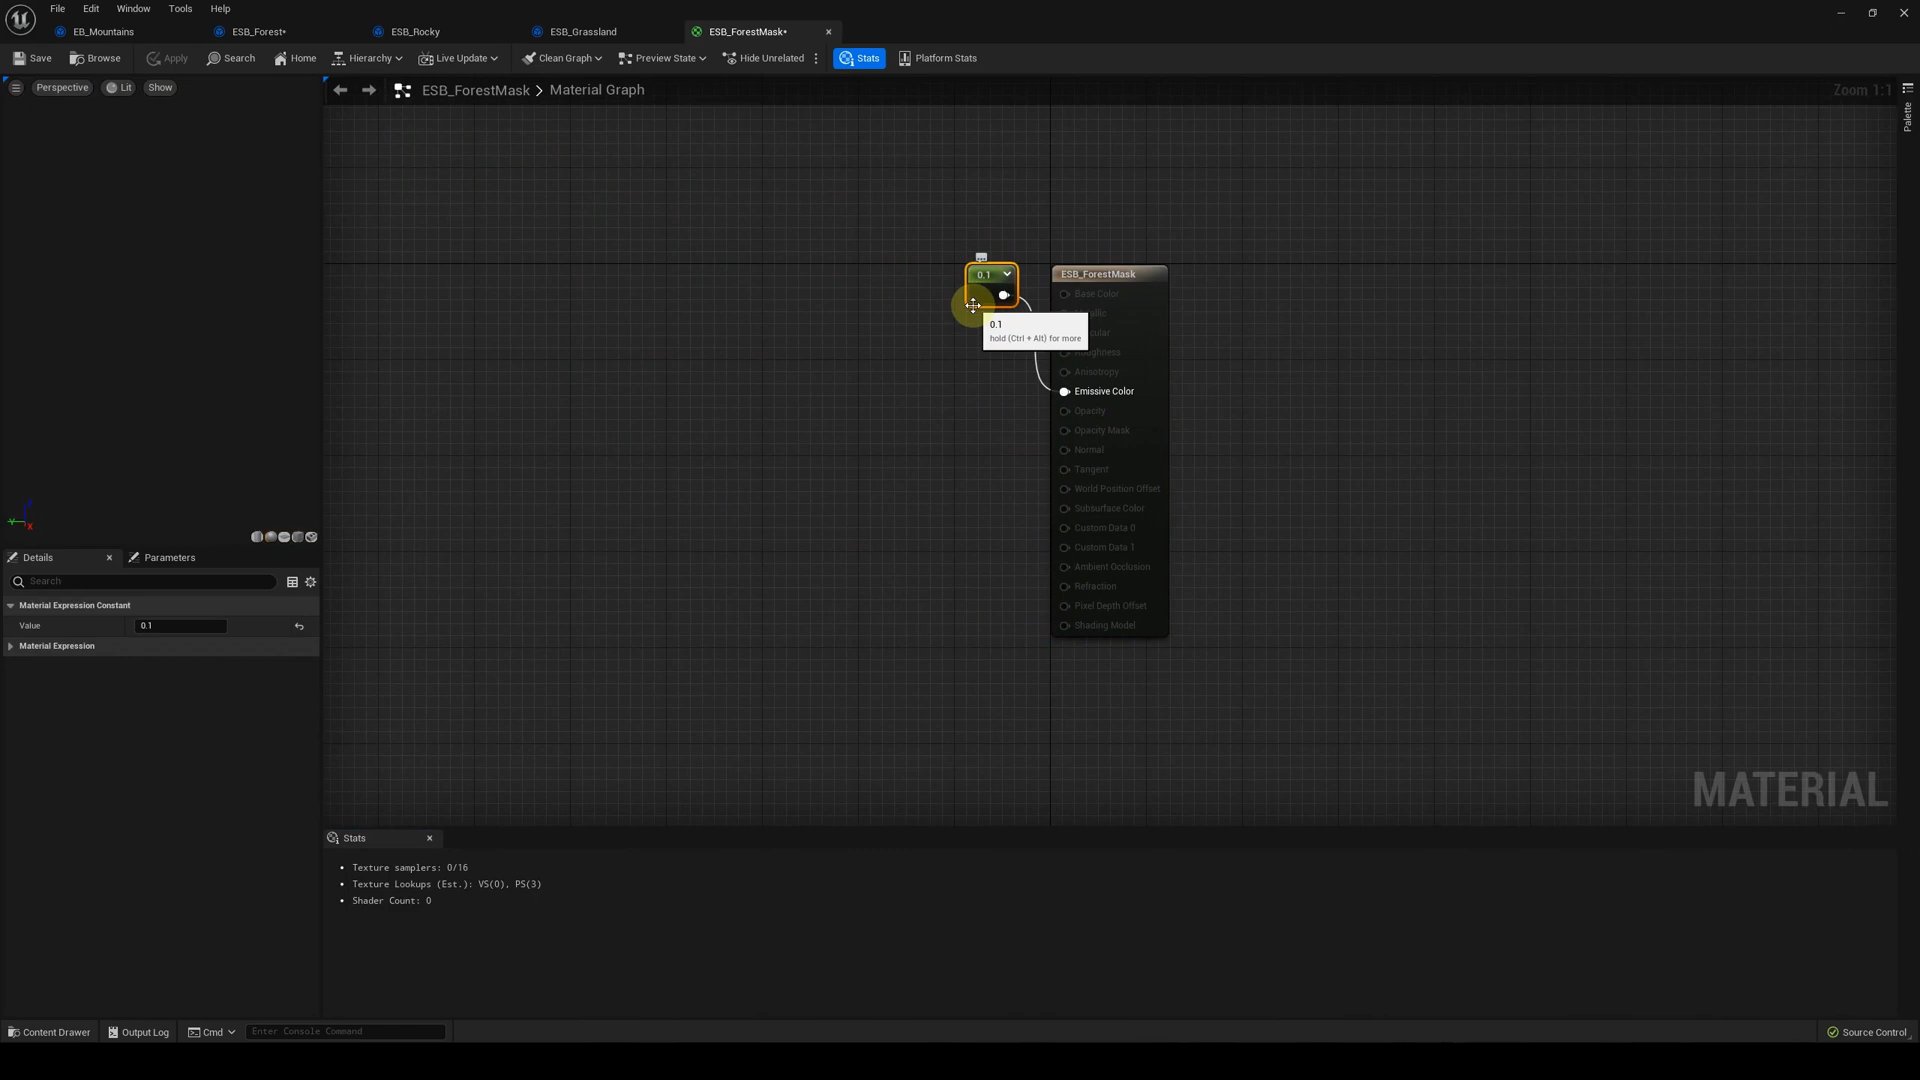 File Edit Window Tools Help
EB_Mountains ESB_Forest* ESB_Rocky ESB_Grassland ESB_ForestMask*
Save Browse Apply Search Home Hierarchy Live Update Clean Graph Preview State Hide Unrelated Stats Platform Stats
Perspective Lit Show
ESB_ForestMask > Material Graph
Zoom 1:1
Palette
0.1
ESB_ForestMask
Base Color
0.1
hold (Ctrl + Alt) for more
Roughness
Anisotropy
Emissive Color
Opacity
Opacity Mask
Normal
Tangent
World Position Offset
Subsurface Color
Custom Data 0
Custom Data 1
Ambient Occlusion
Refraction
Pixel Depth Offset
Shading Model
MATERIAL
Details Parameters
Search
Material Expression Constant
Value 0.1
Material Expression
Stats
• Texture samplers: 0/16
• Texture Lookups (Est.): VS(0), PS(3)
• Shader Count: 0
Content Drawer Output Log Cmd Enter Console Command Source Control